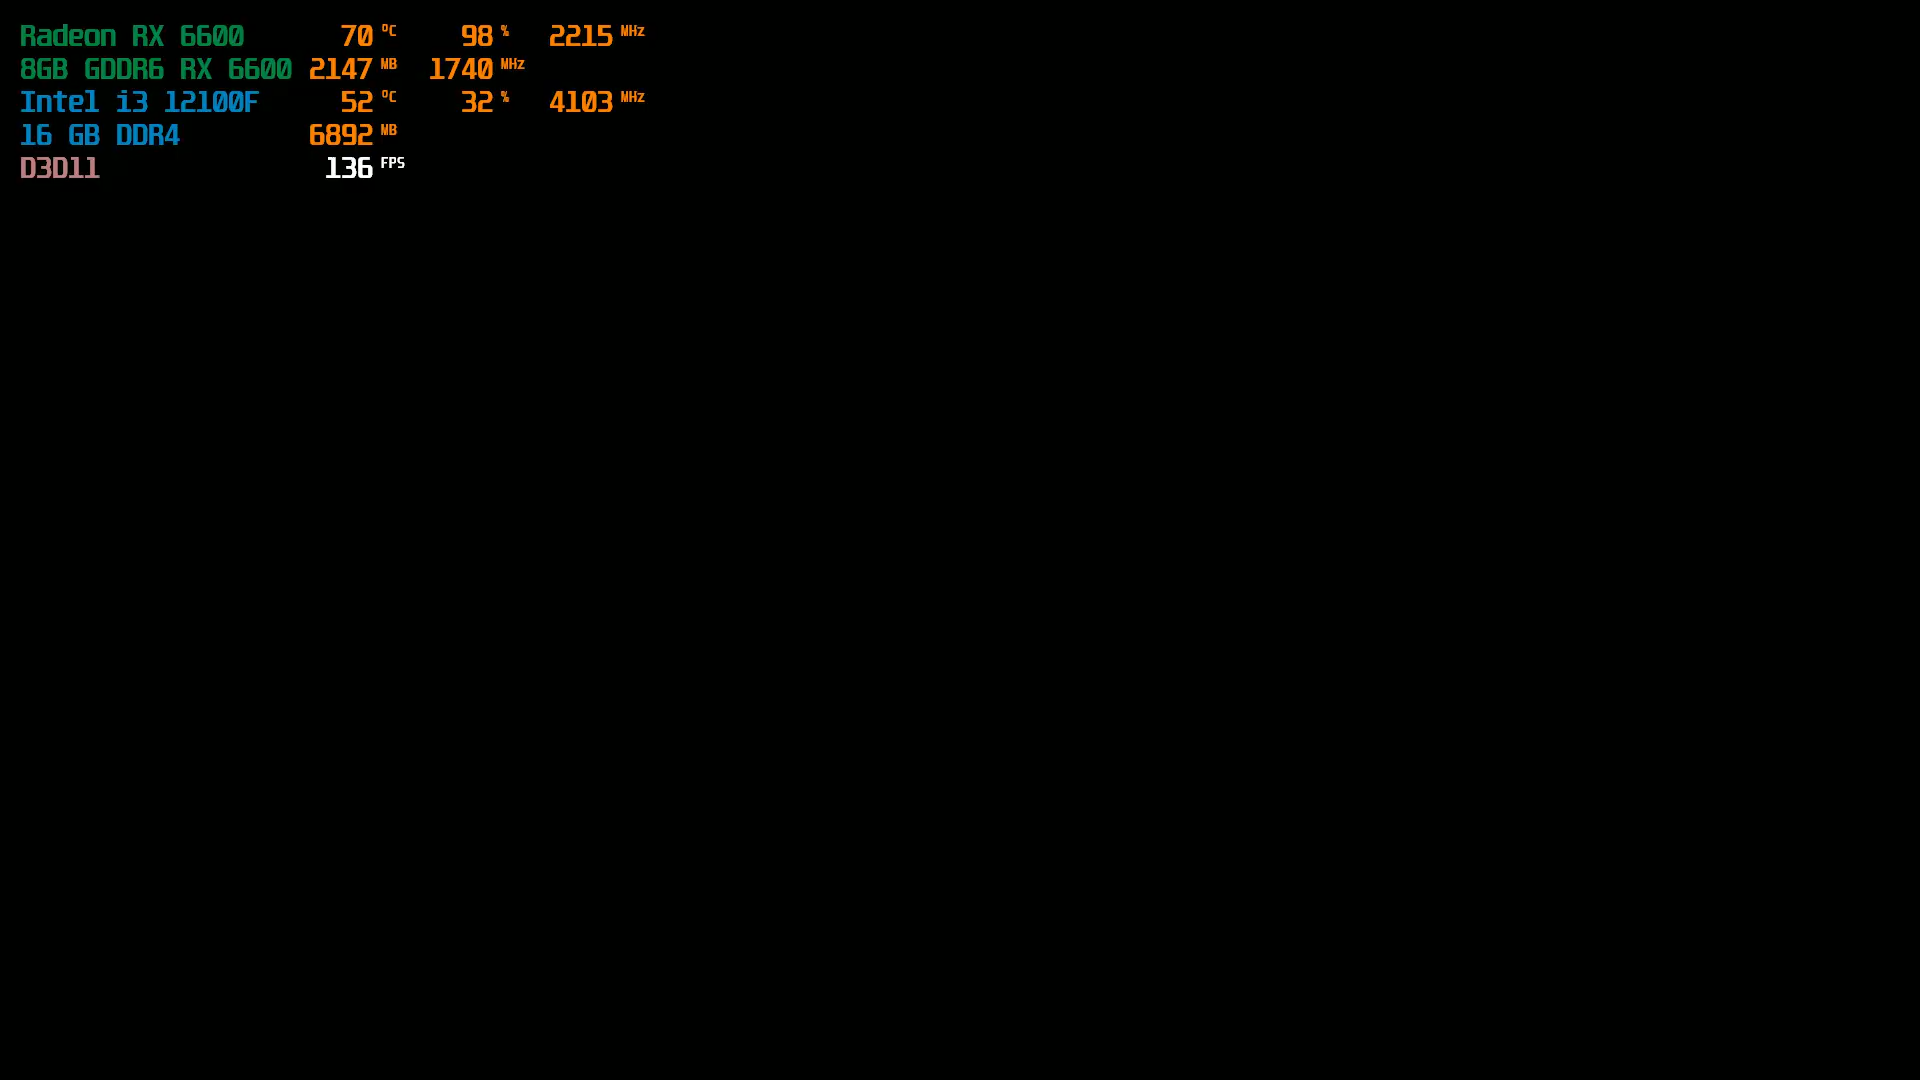 Radeon RX 6600 70 °C 98 % 2215 MHz
8GB GDDR6 RX 6600 2147 MB 1740 MHz
Intel i3 12100F 52 °C 32 % 4103 MHz
16 GB DDR4 6892 MB
D3D11 136 FPS